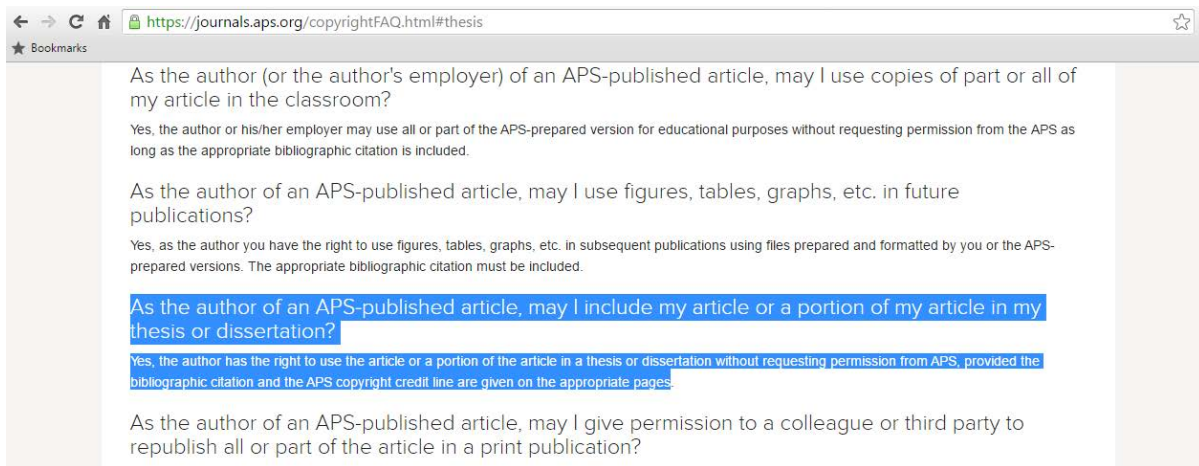 https://journals.aps.org/copyrightFAQ.html#thesis
Bookmarks
As the author (or the author's employer) of an APS-published article, may I use copies of part or all of
my article in the classroom?
Yes, the author or his/her employer may use all or part of the APS-prepared version for educational purposes without requesting permission from the APS as
long as the appropriate bibliographic citation is included.
As the author of an APS-published article, may I use figures, tables, graphs, etc. in future
publications?
Yes, as the author you have the right to use figures, tables, graphs, etc. in subsequent publications using files prepared and formatted by you or the APS-
prepared versions. The appropriate bibliographic citation must be included.
As the author of an APS-published article, may I include my article or a portion of my article in my
thesis or dissertation?
Yes, the author has the right to use the article or a portion of the article in a thesis or dissertation without requesting permission from APS, provided the
bibliographic citation and the APS copyright credit line are given on the appropriate pages.
As the author of an APS-published article, may I give permission to a colleague or third party to
republish all or part of the article in a print publication?